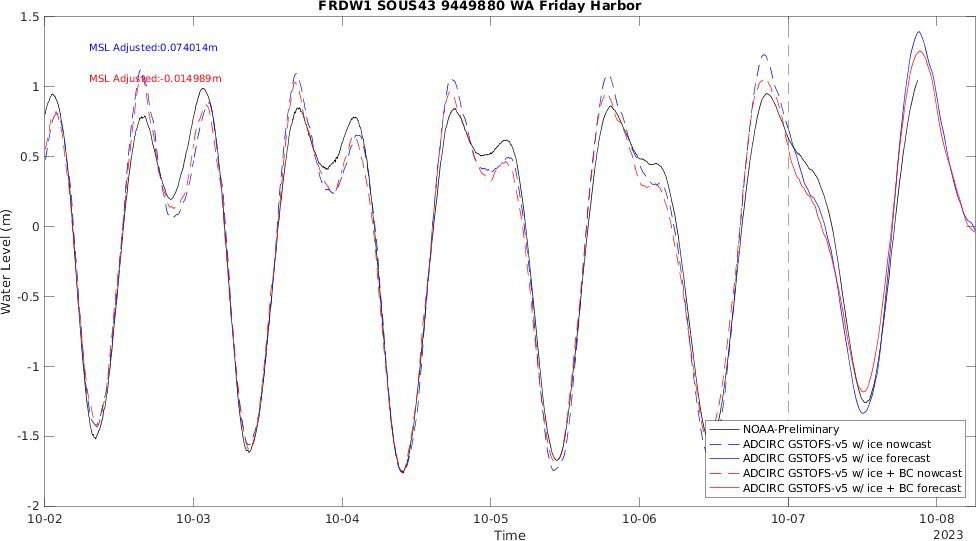 FRDW1 SOUS43 9449880 WA Friday Harbor
MSL Adjusted:0.074014m
MSL Adjusted:-0.014989m
Water Level (m)
1.5
1
0.5
0
-0.5
-1
-1.5
-2
NOAA-Preliminary
ADCIRC GSTOFS-v5 w/ ice nowcast
ADCIRC GSTOFS-v5 w/ ice forecast
ADCIRC GSTOFS-v5 w/ ice + BC nowcast
ADCIRC GSTOFS-v5 w/ ice + BC forecast
10-02 10-03 10-04 10-05 10-06 10-07 10-08
Time
2023